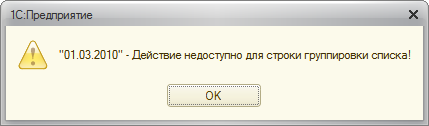 1С:Предприятие
"01.03.2010" - Действие недоступно для строки группировки списка!
OK